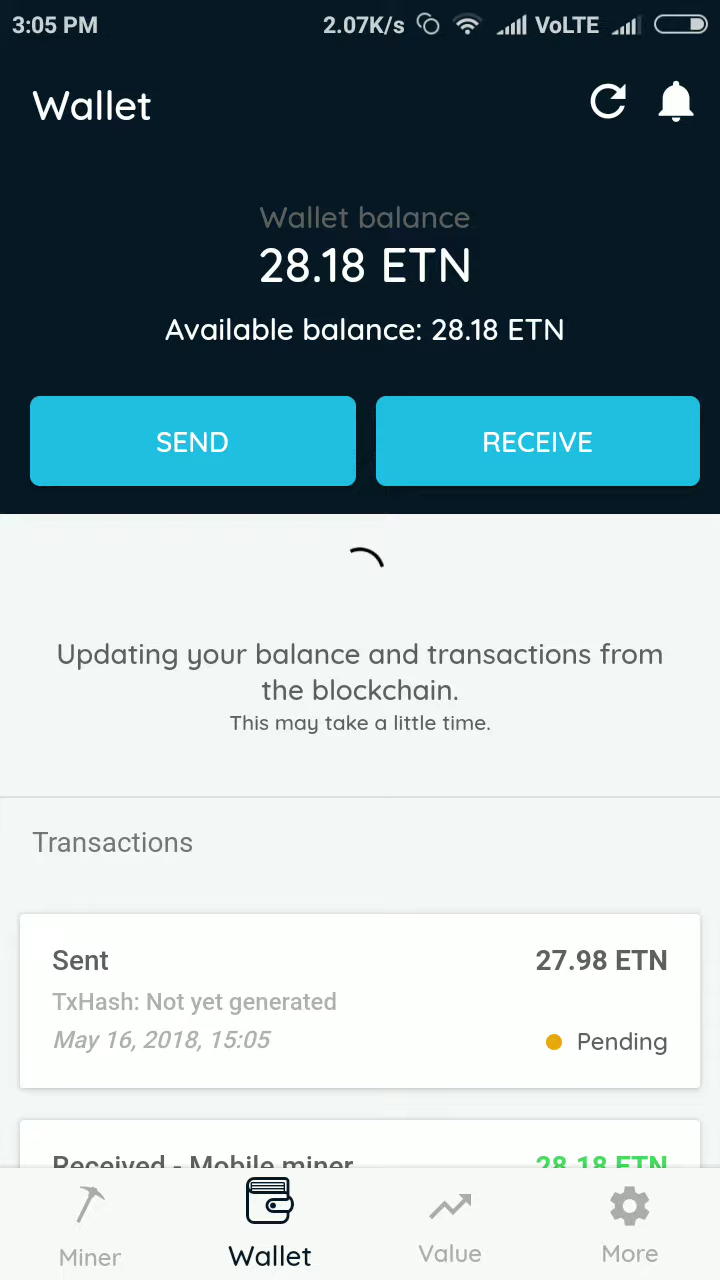 3:05 PM 2.07K/s VoLTE
Wallet
Wallet balance
28.18 ETN
Available balance: 28.18 ETN
SEND RECEIVE
Updating your balance and transactions from
the blockchain.
This may take a little time.
Transactions
Sent 27.98 ETN
TxHash: Not yet generated
May 16, 2018, 15:05 Pending
Received - Mobile miner 28.18 ETN
Miner Wallet Value More